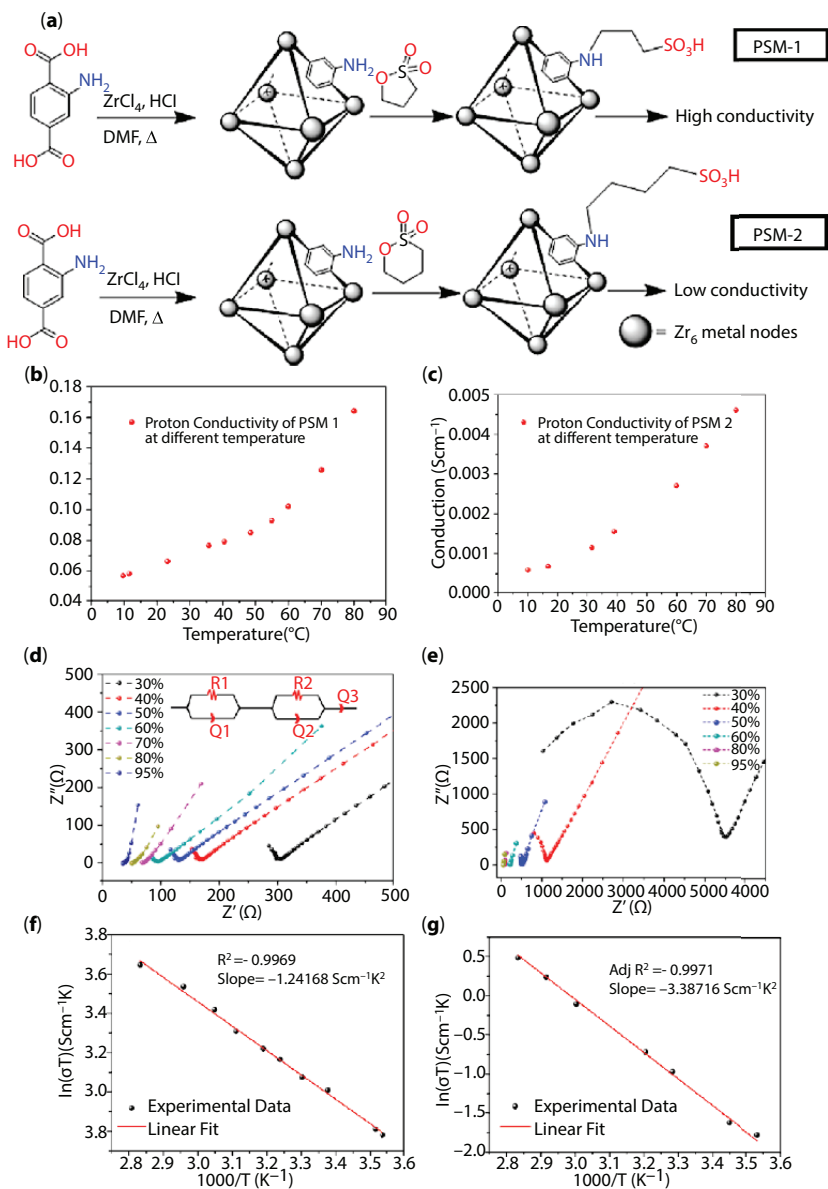 (a)
O OH
NH2
HO O
ZrCl4, HCl
DMF, Δ
NH2
O S O O
NH
SO3H
PSM-1
High conductivity
O OH
NH2
HO O
ZrCl4, HCl
DMF, Δ
NH2
O S O O
NH
SO3H
PSM-2
Low conductivity
= Zr6 metal nodes
(b)
0.18
0.16
0.14
0.12
0.10
0.08
0.06
0.04
Proton Conductivity of PSM 1
at different temperature
0 10 20 30 40 50 60 70 80 90
Temperature(°C)
(c)
Conduction (Scm−1)
0.005
0.004
0.003
0.002
0.001
0.000
Proton Conductivity of PSM 2
at different temperature
0 10 20 30 40 50 60 70 80 90
Temperature(°C)
(d)
Z″(Ω)
500
400
300
200
100
0
30%
40%
50%
60%
70%
80%
95%
R1 R2 Q3
Q1 Q2
0 100 200 300 400 500
Z′(Ω)
(e)
Z″(Ω)
2500
2000
1500
1000
500
0
30%
40%
50%
60%
80%
95%
0 1000 2000 3000 4000 5000 4000
Z′(Ω)
(f)
ln(σT)(Scm−1K)
3.8
3.6
3.4
3.2
3.0
3.8
R2 =- 0.9969
Slope= −1.24168 Scm−1K2
Experimental Data
Linear Fit
2.8 2.9 3.0 3.1 3.2 3.3 3.4 3.5 3.6
1000/T (K−1)
(g)
ln(σT)(Scm−1K)
0.5
0.0
−0.5
−1.0
−1.5
−2.0
Adj R2 =- 0.9971
Slope= −3.38716 Scm−1K2
Experimental Data
Linear Fit
2.8 2.9 3.0 3.1 3.2 3.3 3.4 3.5 3.6
1000/T (K−1)